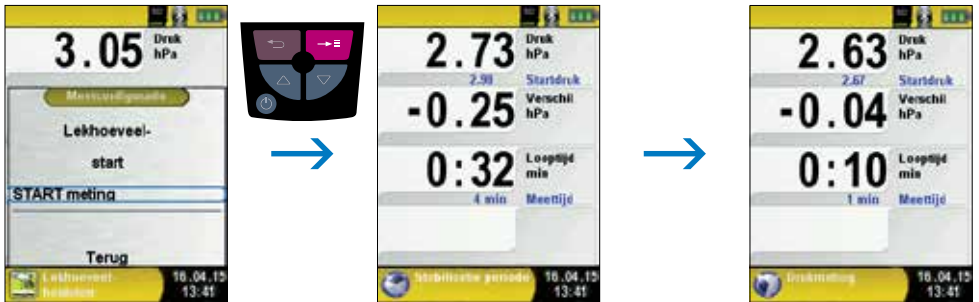 3.05 Druk
hPa
Lekhoeveel-
start
START meting
Terug
Lekhoeveel-
heden
16.04.15
13:41
2.73 Druk
hPa
2.98 Startdruk
-0.25 Verschil
hPa
0:32 Looptijd
min
4 min Meettijd
Stabilisatie periode
16.04.15
13:41
2.63 Druk
hPa
2.67 Startdruk
-0.04 Verschil
hPa
0:10 Looptijd
min
1 min Meettijd
Drukmeting
16.04.15
13:41